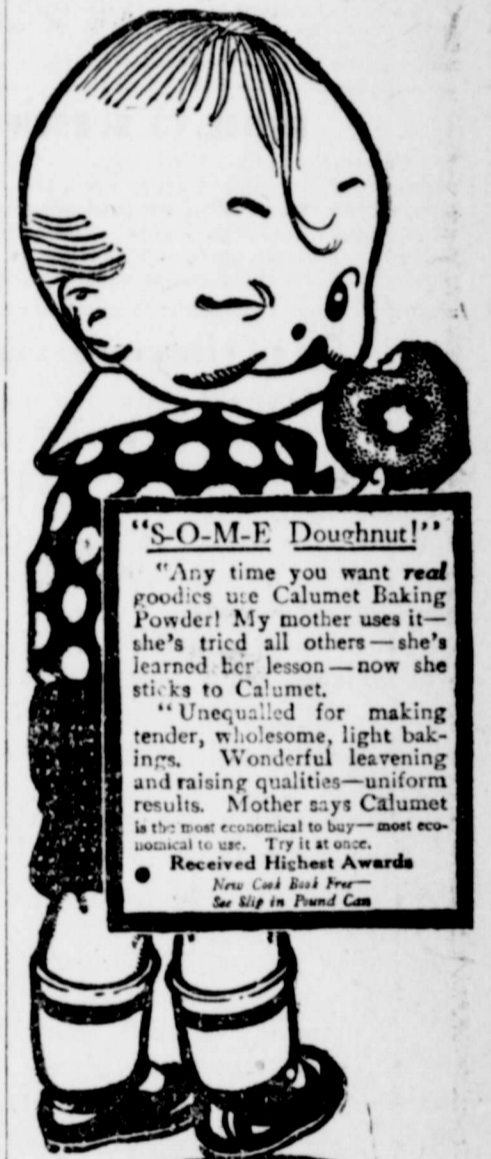 "S-O-M-E Doughnut!"
"Any time you want real
goodies use Calumet Baking
Powder! My mother uses it—
she's tried all others—she's
learned her lesson—now she
sticks to Calumet.
"Unequalled for making
tender, wholesome, light bak-
ings. Wonderful leavening
and raising qualities—uniform
results. Mother says Calumet
is the most economical to buy—most eco-
nomical to use. Try it at once.
Received Highest Awards
New Cook Book Free—
See Slip in Pound Can